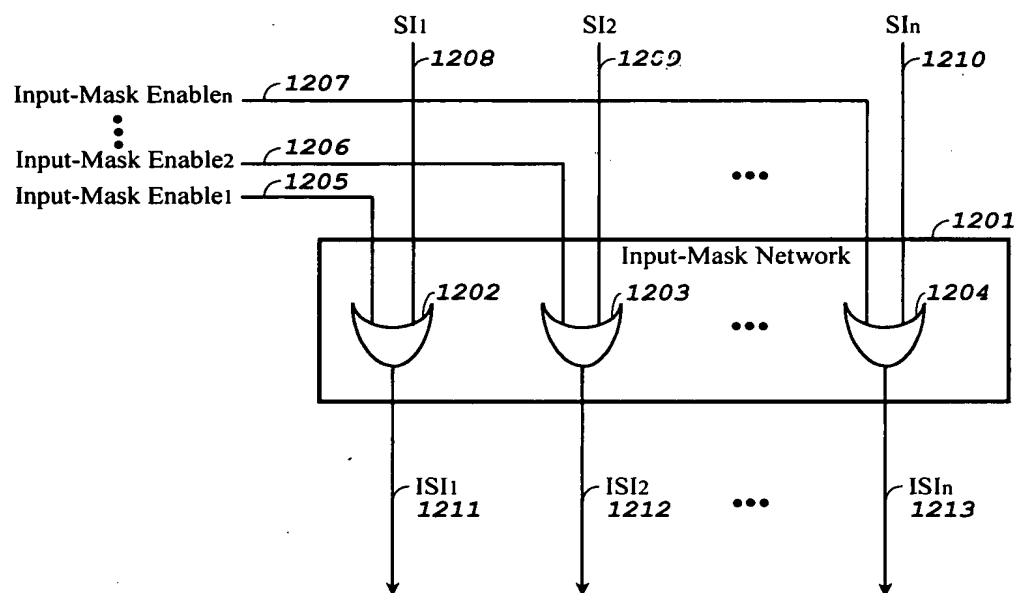 SI1 SI2 SIn
1208 1209 1210
Input-Mask Enablen 1207
Input-Mask Enable2 1206
Input-Mask Enable1 1205
1201
Input-Mask Network
1202 1203 1204
ISI1 ISI2 ISIn
1211 1212 1213